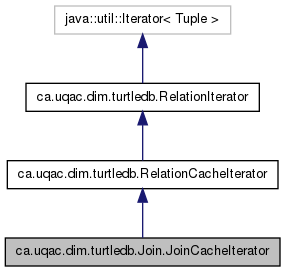 java::util::Iterator< Tuple >
ca.uqac.dim.turtledb.RelationIterator
ca.uqac.dim.turtledb.RelationCacheIterator
ca.uqac.dim.turtledb.Join.JoinCacheIterator